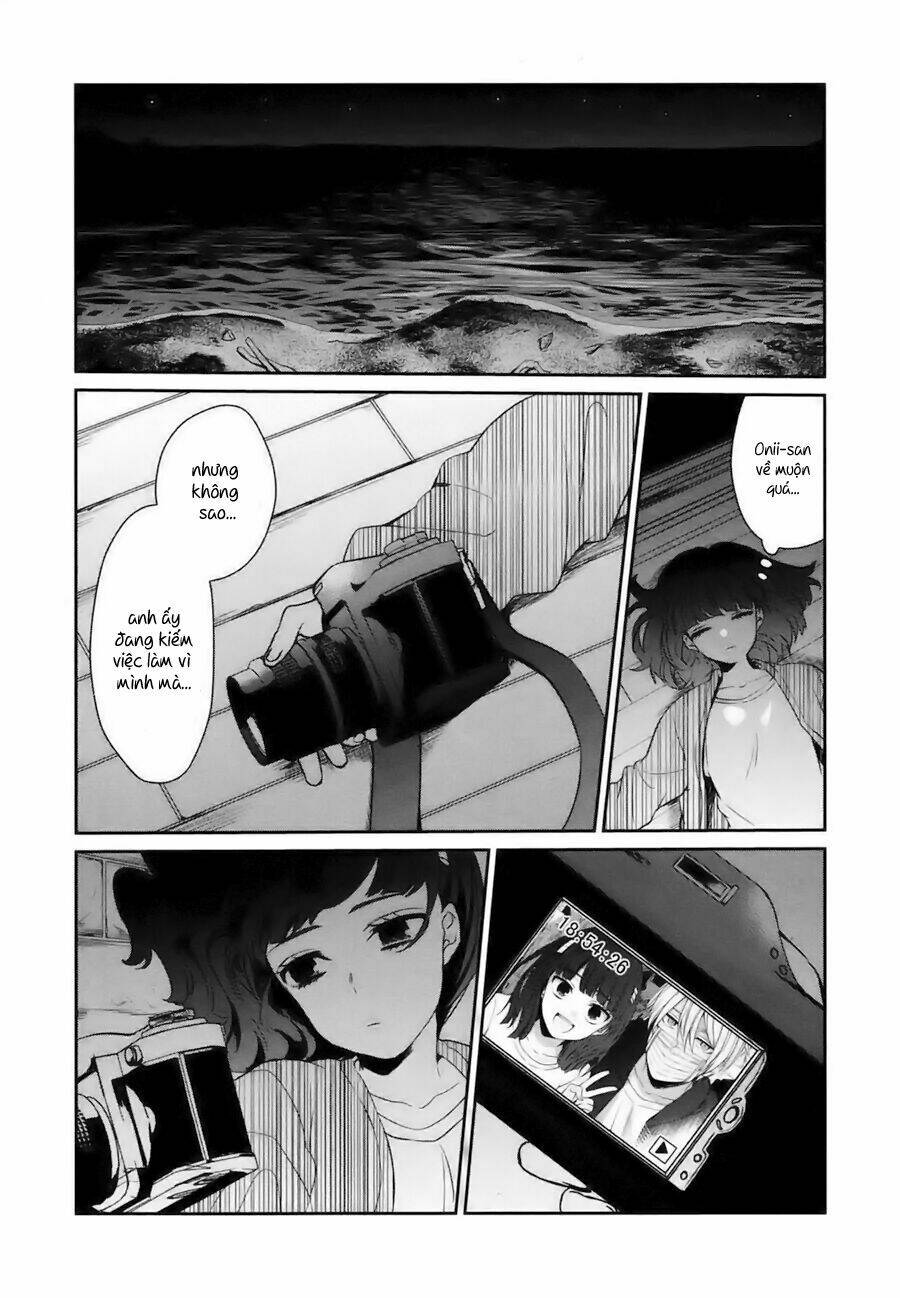 Onii-san
về muộn
quá...
nhưng
không
sao...
anh ấy
đang kiếm
việc làm vì
mình mà...
18:54:26